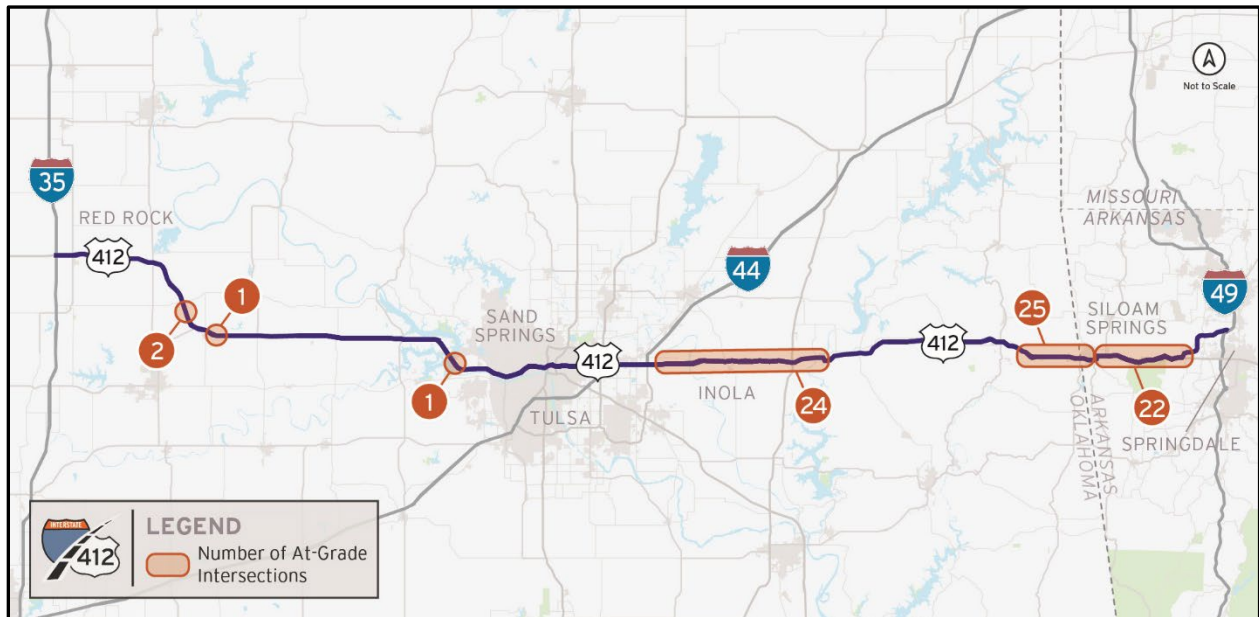 Not to Scale
35
RED ROCK
412
MISSOURI
ARKANSAS
44
49
SILOAM
SPRINGS
25
1
2
SAND
SPRINGS
412
412
1
INOLA
24
22
TULSA
ARKANSAS
OKLAHOMA
SPRINGDALE
INTERSTATE
412
LEGEND
Number of At-Grade
Intersections